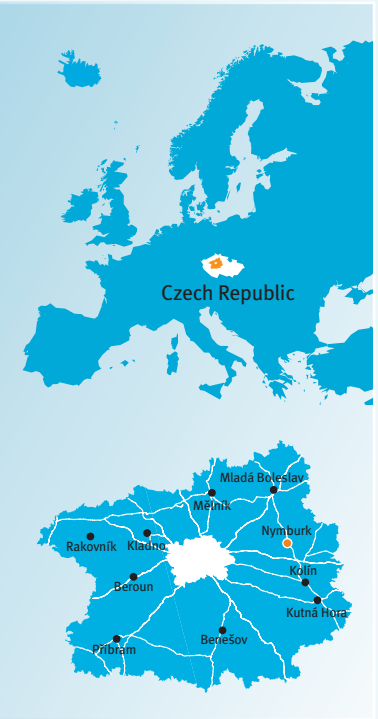 Czech Republic
Mladá Boleslav
Mělník
Nymburk
Rakovník
Kladno
Kolín
Beroun
Kutná Hora
Benešov
Příbram